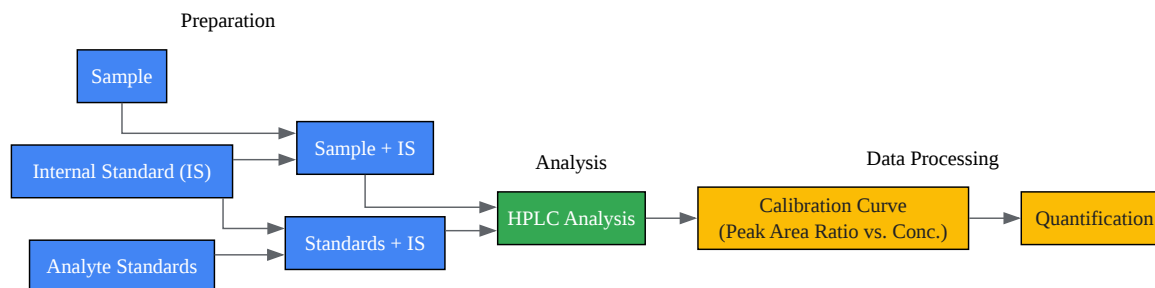 Preparation
Sample
Internal Standard (IS)
Analyte Standards
Sample + IS
Standards + IS
Analysis
HPLC Analysis
Data Processing
Calibration Curve
(Peak Area Ratio vs. Conc.)
Quantification